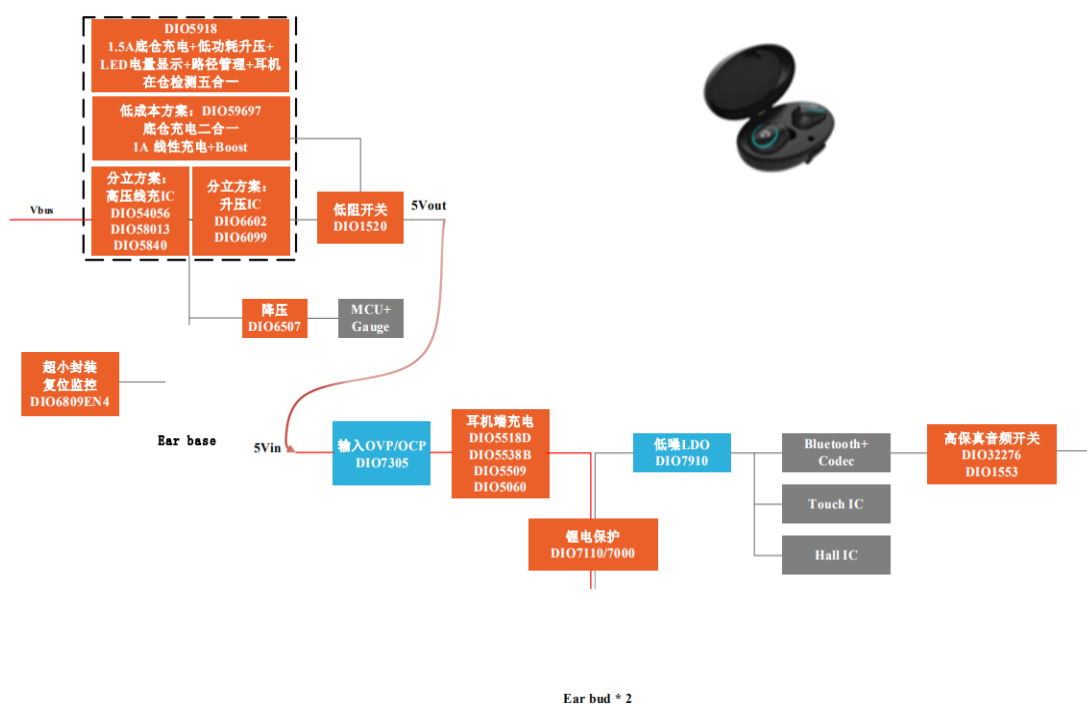 DIO5918
1.5A底仓充电+低功耗升压+
LED电量显示+路径管理+耳机
在仓检测五合一
低成本方案：DIO59697
底仓充电二合一
1A 线性充电+Boost
分立方案：
高压线充IC
DIO54056
DIO58013
DIO5840
分立方案：
升压IC
DIO6602
DIO6099
Vbus
低阻开关
DIO1520
5Vout
降压
DIO6507
MCU+
Gauge
超小封装
复位监控
DIO6809EN4
Ear base
5Vin
输入OVP/OCP
DIO7305
耳机端充电
DIO5518D
DIO5538B
DIO5509
DIO5060
锂电保护
DIO7110/7000
低噪LDO
DIO7910
Bluetooth+
Codec
Touch IC
Hall IC
高保真音频开关
DIO32276
DIO1553
Ear bud * 2